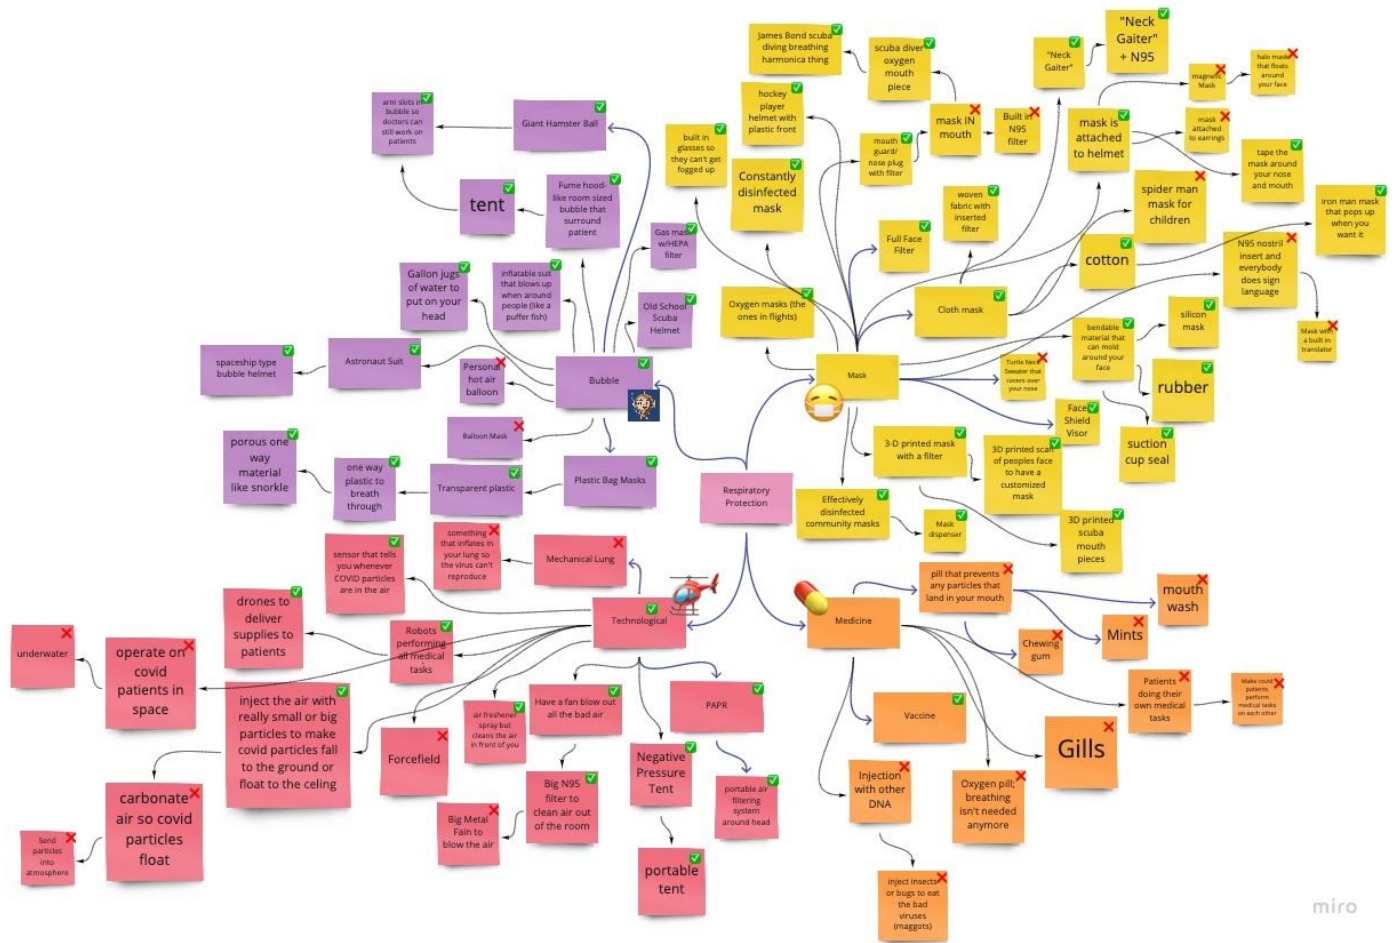 James Bond scuba
diving breathing
harmonica thing
scuba diver
oxygen
mouth
piece
"Neck
Gaiter"
"Neck
Gaiter"
+ N95
magnetic
Mask
halo mask
that floats
around
your face
arm slots in
bubble so
doctors can
still work on
patients
Giant Hamster Ball
hockey
player
helmet with
plastic front
built in
glasses so
they can't get
fogged up
mouth
guard/
nose plug
with filter
mask IN
mouth
Built in
N95
filter
mask is
attached
to helmet
mask
attached
to earrings
tape the
mask around
your nose
and mouth
tent
Fume hood-
like room sized
bubble that
surround
patient
Constantly
disinfected
mask
woven
fabric with
inserted
filter
spider man
mask for
children
iron man mask
that pops up
when you
want it
Gas mask
w/HEPA
filter
Full Face
Filter
cotton
N95 nostril
insert and
everybody
does sign
language
Gallon jugs
of water to
put on your
head
inflatable suit
that blows up
when around
people (like a
puffer fish)
Old School
Scuba
Helmet
Oxygen masks (the
ones in flights)
Cloth mask
bendable
material that
can mold
around your
face
silicon
mask
Mask with
a built in
translator
spaceship type
bubble helmet
Astronaut Suit
Personal
hot air
balloon
Bubble
Mask
Turtle Neck
Sweater that
covers over
your nose
rubber
Face
Shield
Visor
suction
cup seal
porous one
way
material
like snorkle
one way
plastic to
breath
through
Transparent plastic
Balloon Mask
Plastic Bag Masks
Respiratory
Protection
3-D printed mask
with a filter
3D printed scan
of peoples face
to have a
customized
mask
Effectively
disinfected
community masks
Mask
dispenser
3D printed
scuba
mouth
pieces
sensor that tells
you whenever
COVID particles
are in the air
something
that inflates in
your lung so
the virus can't
reproduce
Mechanical Lung
drones to
deliver
supplies to
patients
Robots
performing
all medical
tasks
Technological
Medicine
pill that prevents
any particles that
land in your mouth
mouth
wash
Mints
Chewing
gum
underwater
operate on
covid
patients in
space
inject the air with
really small or big
particles to make
covid particles fall
to the ground or
float to the celing
Forcefield
air freshener
spray but
cleans the air
in front of you
Have a fan blow out
all the bad air
PAPR
Vaccine
Patients
doing their
own medical
tasks
Make covid
patients
perform
medical tasks
on each other
Gills
carbonate
air so covid
particles
float
Send
particles
into
atmosphere
Big Metal
Fain to
blow the air
Big N95
filter to
clean air out
of the room
Negative
Pressure
Tent
portable air
filtering
system
around head
portable
tent
Injection
with other
DNA
Oxygen pill;
breathing
isn't needed
anymore
inject insects
or bugs to eat
the bad
viruses
(maggots)
miro